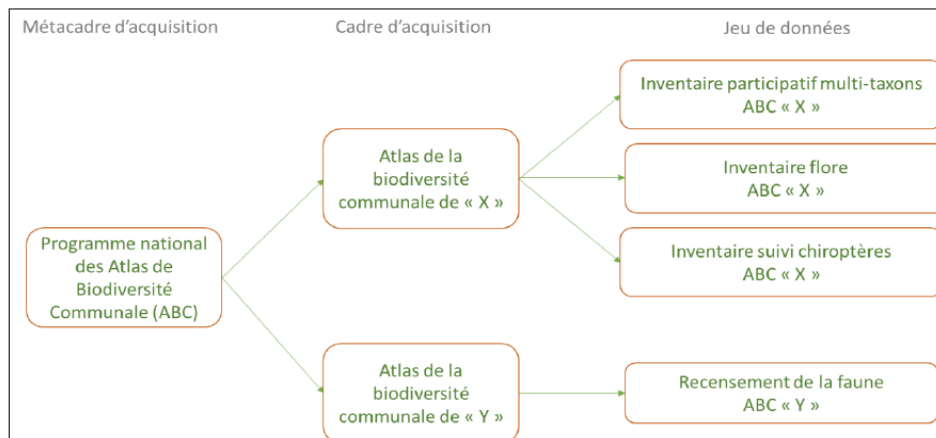 Métacadre d'acquisition
Cadre d'acquisition
Jeu de données
Programme national
des Atlas de
Biodiversité
Communale (ABC)
Atlas de la
biodiversité
communale de « X »
Atlas de la
biodiversité
communale de « Y »
Inventaire participatif multi-taxons
ABC « X »
Inventaire flore
ABC « X »
Inventaire suivi chiroptères
ABC « X »
Recensement de la faune
ABC « Y »